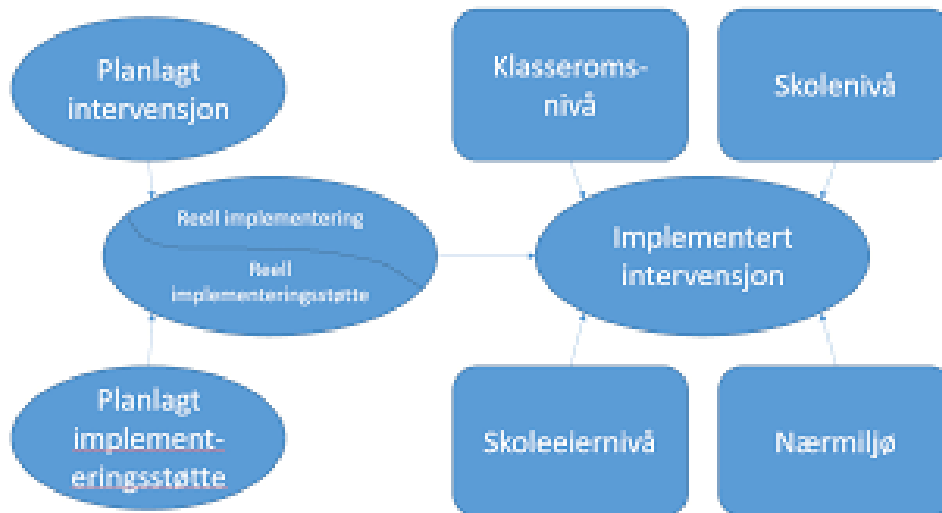 Planlagt
intervensjon
Klasseroms-
nivå
Skolenivå
Reell implementering
Reell
implementeringsstøtte
Implementert
intervensjon
Planlagt
implement-
eringsstøtte
Skoleeiernivå
Nærmiljø